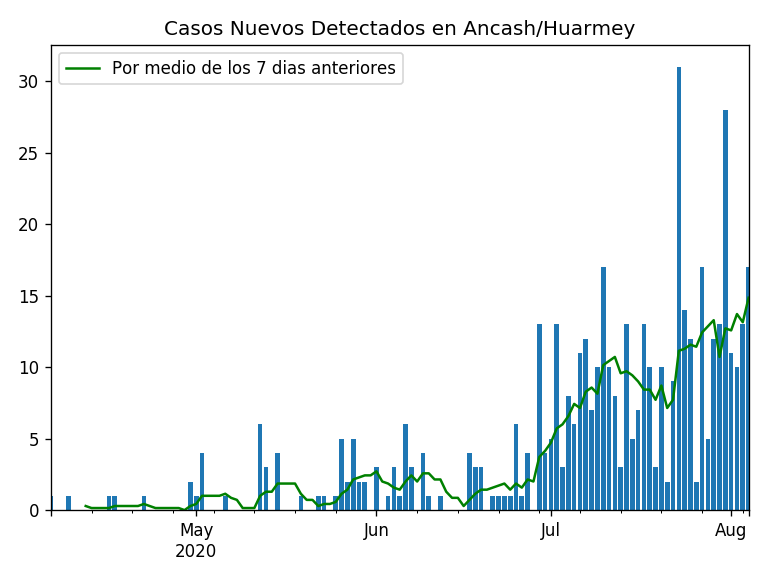 Casos Nuevos Detectados en Ancash/Huarmey
Por medio de los 7 dias anteriores
30
25
20
15
10
5
0
May
2020
Jun
Jul
Aug